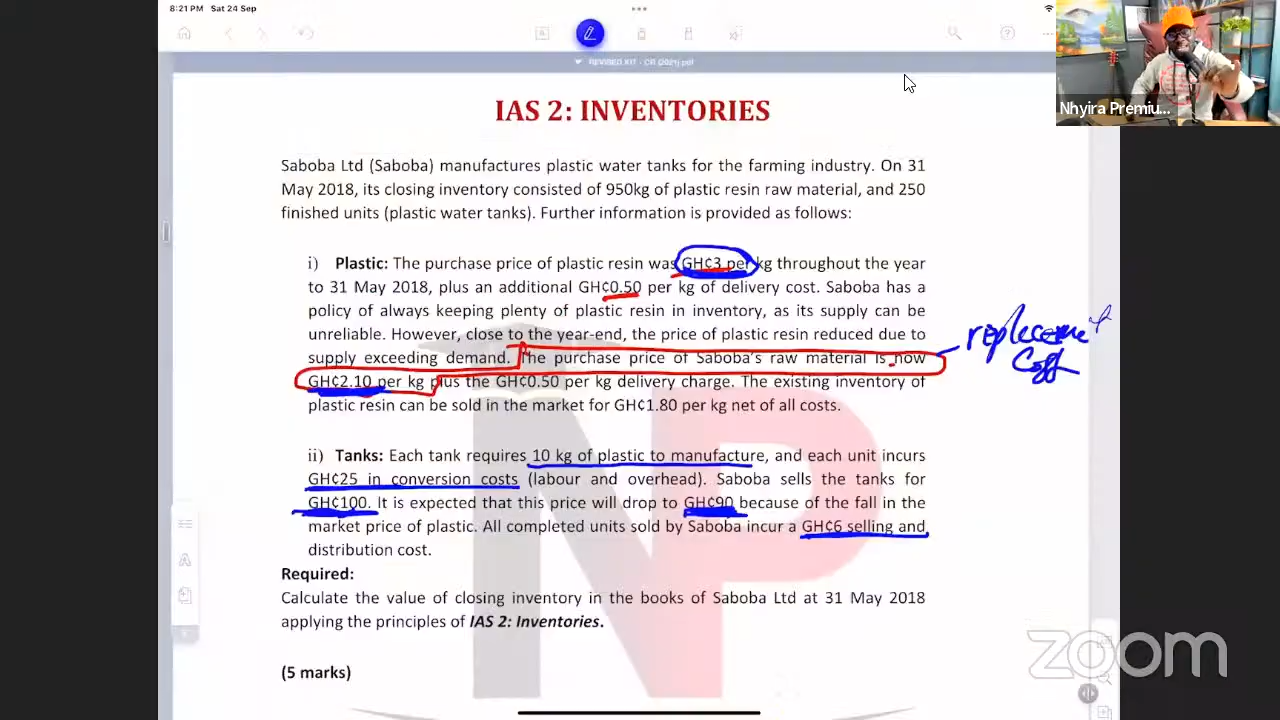 8:21 PM Sat 24 Sep
REVISED KIT - CR (2021).pdf
Nhyira Premiu...
IAS 2: INVENTORIES
Saboba Ltd (Saboba) manufactures plastic water tanks for the farming industry. On 31
May 2018, its closing inventory consisted of 950kg of plastic resin raw material, and 250
finished units (plastic water tanks). Further information is provided as follows:
i) Plastic: The purchase price of plastic resin was GH¢3 per kg throughout the year
to 31 May 2018, plus an additional GH¢0.50 per kg of delivery cost. Saboba has a
policy of always keeping plenty of plastic resin in inventory, as its supply can be
unreliable. However, close to the year-end, the price of plastic resin reduced due to
supply exceeding demand. The purchase price of Saboba's raw material is now
GH¢2.10 per kg plus the GH¢0.50 per kg delivery charge. The existing inventory of
plastic resin can be sold in the market for GH¢1.80 per kg net of all costs.
ii) Tanks: Each tank requires 10 kg of plastic to manufacture, and each unit incurs
GH¢25 in conversion costs (labour and overhead). Saboba sells the tanks for
GH¢100. It is expected that this price will drop to GH¢90 because of the fall in the
market price of plastic. All completed units sold by Saboba incur a GH¢6 selling and
distribution cost.
Required:
Calculate the value of closing inventory in the books of Saboba Ltd at 31 May 2018
applying the principles of IAS 2: Inventories.
(5 marks)
NP
zoom